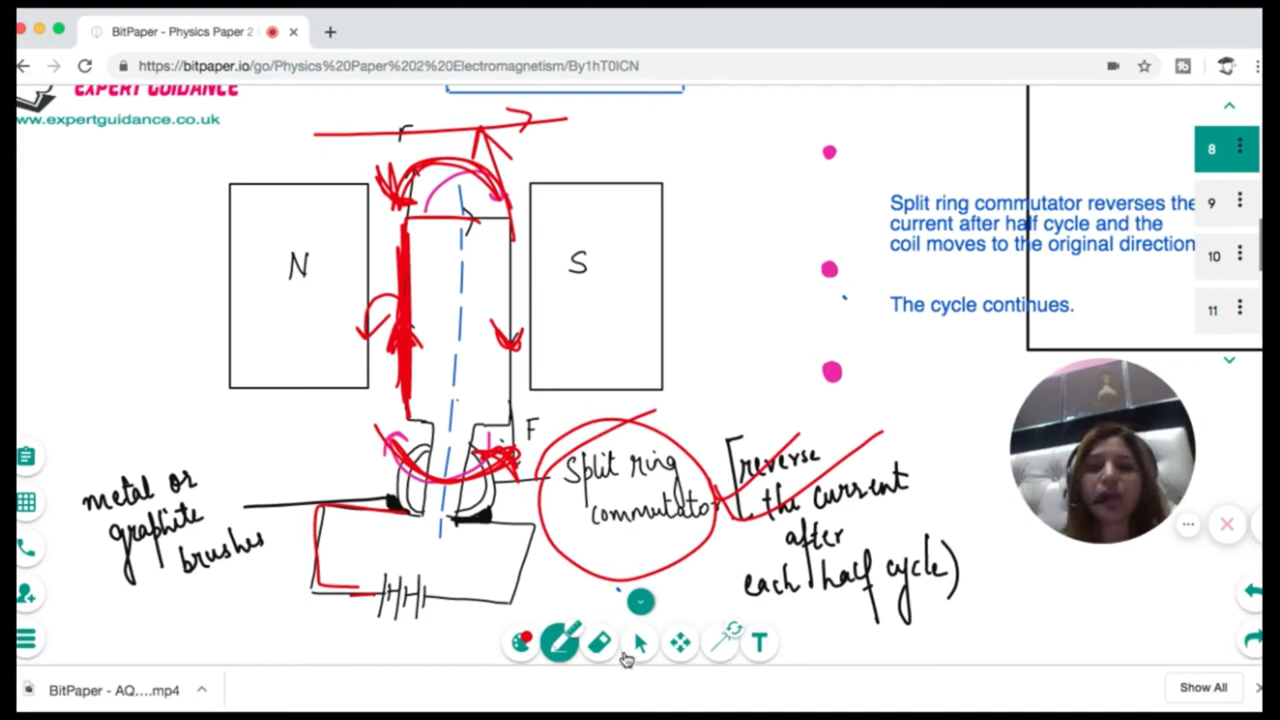 BitPaper - Physics Paper 2
https://bitpaper.io/go/Physics%20Paper%202%20Electromagnetism/By1hT0ICN
EXPERT GUIDANCE
ww.expertguidance.co.uk
r
N
S
F
Split ring
commutator
[reverse
the current
after
each half cycle)
metal or
graphite
brushes
Split ring commutator reverses the
current after half cycle and the
coil moves to the original direction
The cycle continues.
8
9
10
11
T
BitPaper - AQ....mp4
Show All